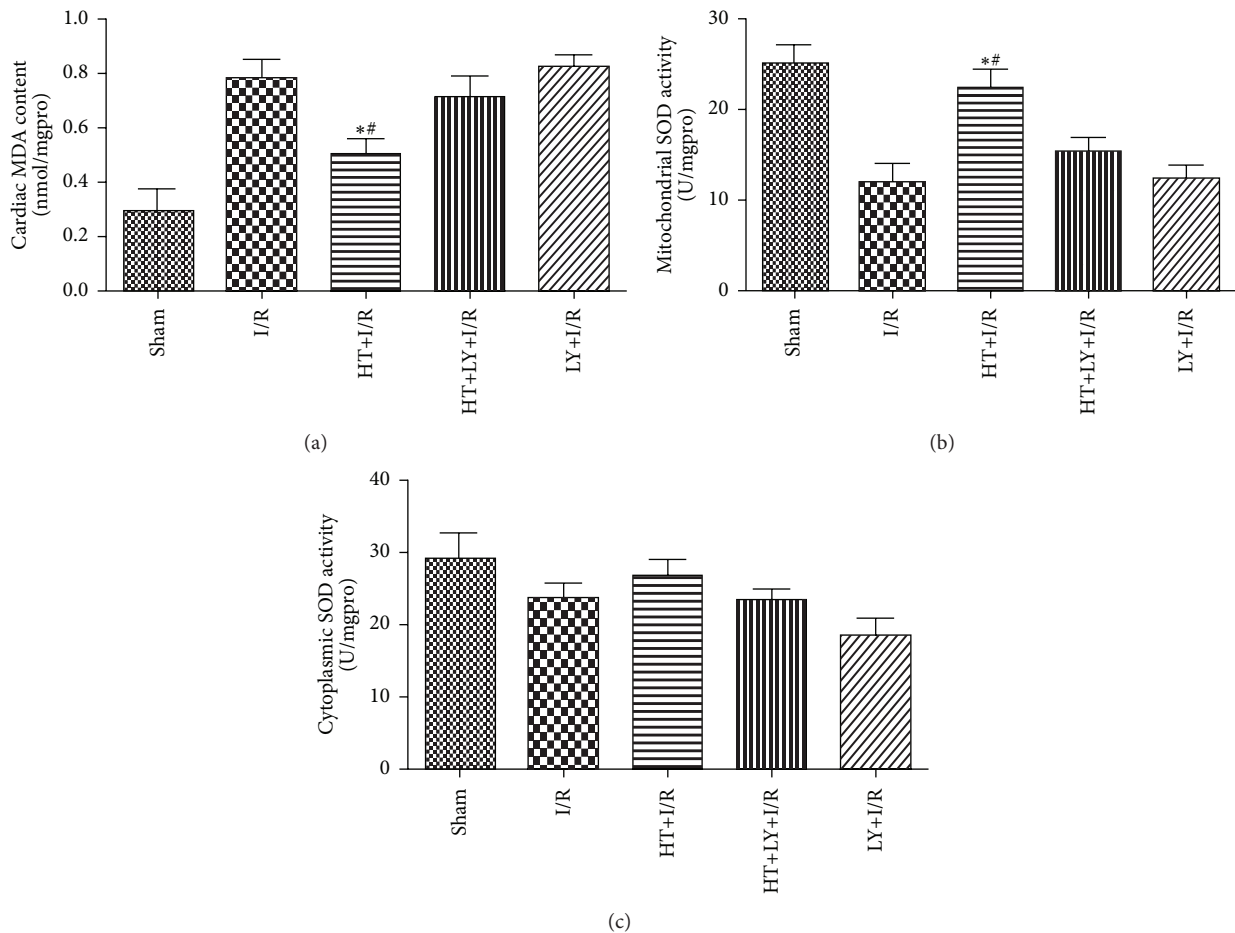 Cardiac MDA content
(nmol/mgpro)
1.0
0.8
0.6
0.4
0.2
0.0
*#
Sham
I/R
HT+I/R
HT+LY+I/R
LY+I/R
(a)
Mitochondrial SOD activity
(U/mgpro)
30
20
10
0
*#
Sham
I/R
HT+I/R
HT+LY+I/R
LY+I/R
(b)
Cytoplasmic SOD activity
(U/mgpro)
40
30
20
10
0
Sham
I/R
HT+I/R
HT+LY+I/R
LY+I/R
(c)